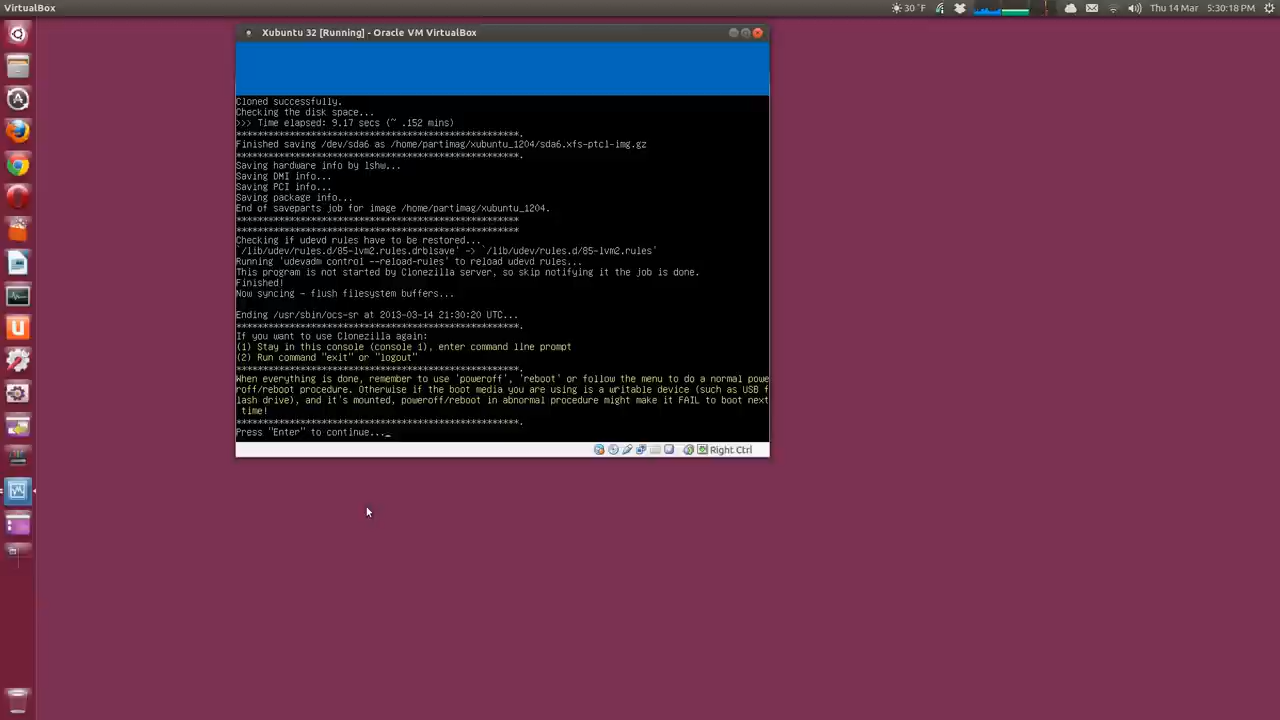 VirtualBox
30°F
Thu 14 Mar
5:30:18 PM
Xubuntu 32 [Running] - Oracle VM VirtualBox
Cloned successfully.
Checking the disk space...
>>> Time elapsed: 9.17 secs (~ .152 mins)
*****************************************************.
Finished saving /dev/sda6 as /home/partimag/xubuntu_1204/sda6.xfs-ptcl-img.gz
*****************************************************.
Saving hardware info by lshw...
Saving DMI info...
Saving PCI info...
Saving package info...
End of saveparts job for image /home/partimag/xubuntu_1204.
*****************************************************
*****************************************************
Checking if udevd rules have to be restored...
`/lib/udev/rules.d/85-lvm2.rules.drblsave' -> `/lib/udev/rules.d/85-lvm2.rules'
Running 'udevadm control --reload-rules' to reload udevd rules...
This program is not started by Clonezilla server, so skip notifying it the job is done.
Finished!
Now syncing - flush filesystem buffers...
Ending /usr/sbin/ocs-sr at 2013-03-14 21:30:20 UTC...
*****************************************************.
If you want to use Clonezilla again:
(1) Stay in this console (console 1), enter command line prompt
(2) Run command "exit" or "logout"
*****************************************************.
When everything is done, remember to use 'poweroff', 'reboot' or follow the menu to do a normal powe
roff/reboot procedure. Otherwise if the boot media you are using is a writable device (such as USB f
lash drive), and it's mounted, poweroff/reboot in abnormal procedure might make it FAIL to boot next
time!
*****************************************************.
Press "Enter" to continue..._
Right Ctrl